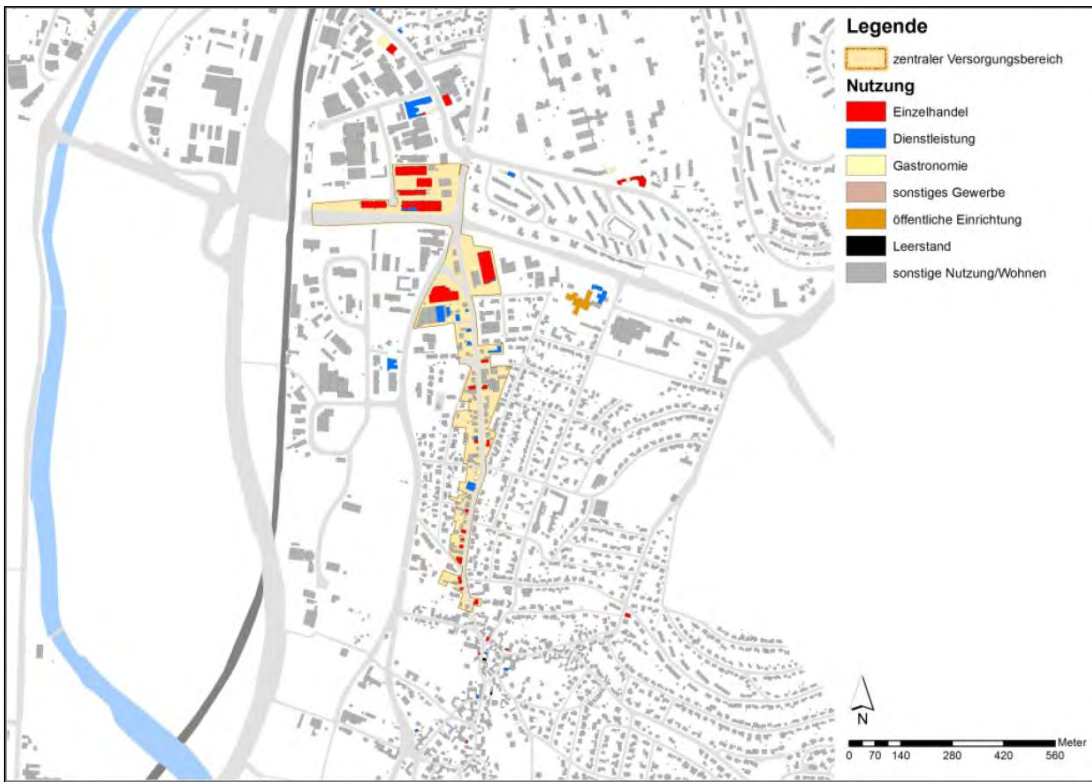 Legende
zentraler Versorgungsbereich
Nutzung
Einzelhandel
Dienstleistung
Gastronomie
sonstiges Gewerbe
öffentliche Einrichtung
Leerstand
sonstige Nutzung/Wohnen
N
Meter
0 70 140 280 420 560